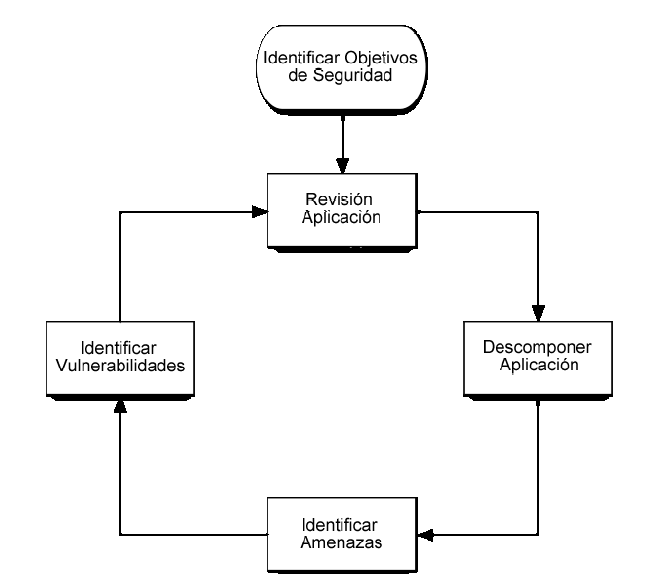 Identificar Objetivos
de Seguridad
Revisión
Aplicación
Identificar
Vulnerabilidades
Descomponer
Aplicación
Identificar
Amenazas